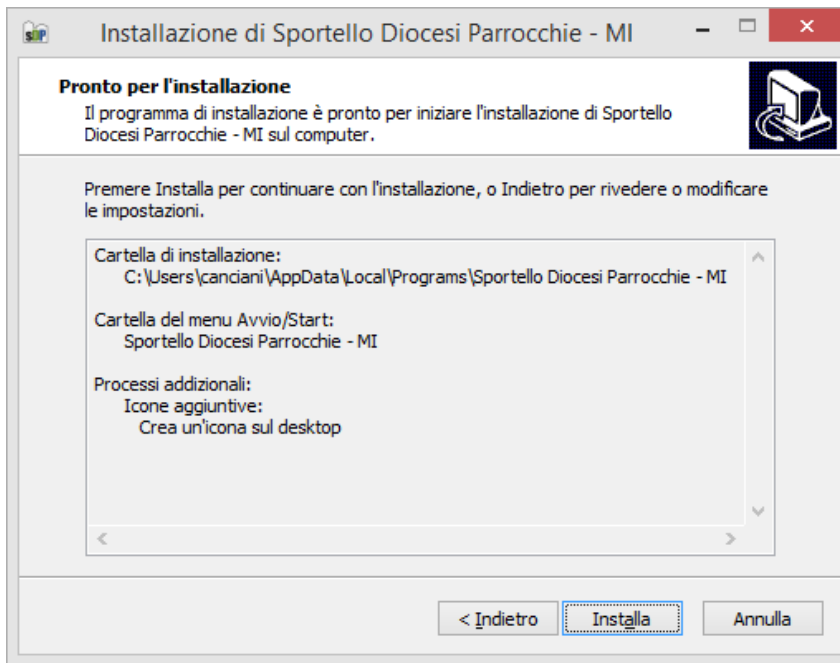 Installazione di Sportello Diocesi Parrocchie - MI
Pronto per l'installazione
Il programma di installazione è pronto per iniziare l'installazione di Sportello
Diocesi Parrocchie - MI sul computer.
Premere Installa per continuare con l'installazione, o Indietro per rivedere o modificare
le impostazioni.
Cartella di installazione:
C:\Users\canciani\AppData\Local\Programs\Sportello Diocesi Parrocchie - MI
Cartella del menu Avvio/Start:
Sportello Diocesi Parrocchie - MI
Processi addizionali:
Icone aggiuntive:
Crea un'icona sul desktop
< Indietro
Installa
Annulla